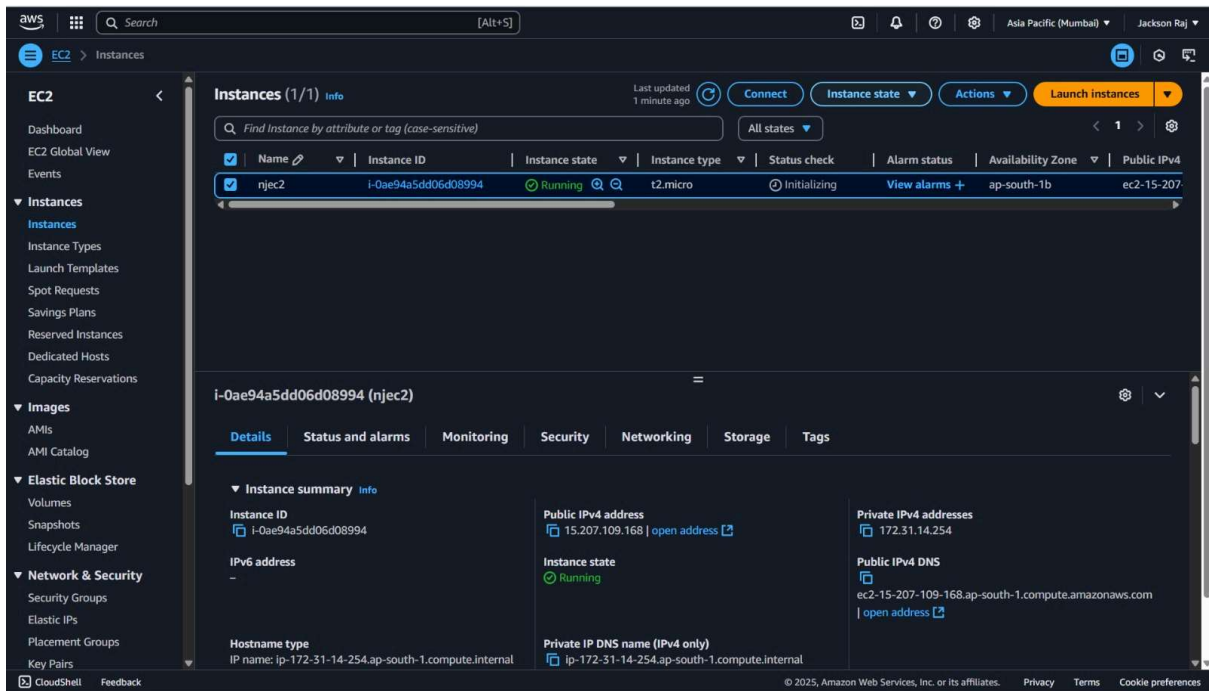 aws
Search [Alt+S]
Asia Pacific (Mumbai) Jackson Raj
EC2 > Instances
EC2
Dashboard
EC2 Global View
Events
Instances
Instances
Instance Types
Launch Templates
Spot Requests
Savings Plans
Reserved Instances
Dedicated Hosts
Capacity Reservations
Images
AMIs
AMI Catalog
Elastic Block Store
Volumes
Snapshots
Lifecycle Manager
Network & Security
Security Groups
Elastic IPs
Placement Groups
Key Pairs
Instances (1/1) Info
Last updated
1 minute ago
Connect Instance state Actions Launch instances
Find Instance by attribute or tag (case-sensitive) All states 1
Name Instance ID Instance state Instance type Status check Alarm status Availability Zone Public IPv4
njec2 i-0ae94a5dd06d08994 Running t2.micro Initializing View alarms + ap-south-1b ec2-15-207-
i-0ae94a5dd06d08994 (njec2)
Details Status and alarms Monitoring Security Networking Storage Tags
Instance summary Info
Instance ID
i-0ae94a5dd06d08994
Public IPv4 address
15.207.109.168 | open address
Private IPv4 addresses
172.31.14.254
IPv6 address
–
Instance state
Running
Public IPv4 DNS
ec2-15-207-109-168.ap-south-1.compute.amazonaws.com
| open address
Hostname type
IP name: ip-172-31-14-254.ap-south-1.compute.internal
Private IP DNS name (IPv4 only)
ip-172-31-14-254.ap-south-1.compute.internal
CloudShell Feedback © 2025, Amazon Web Services, Inc. or its affiliates. Privacy Terms Cookie preferences